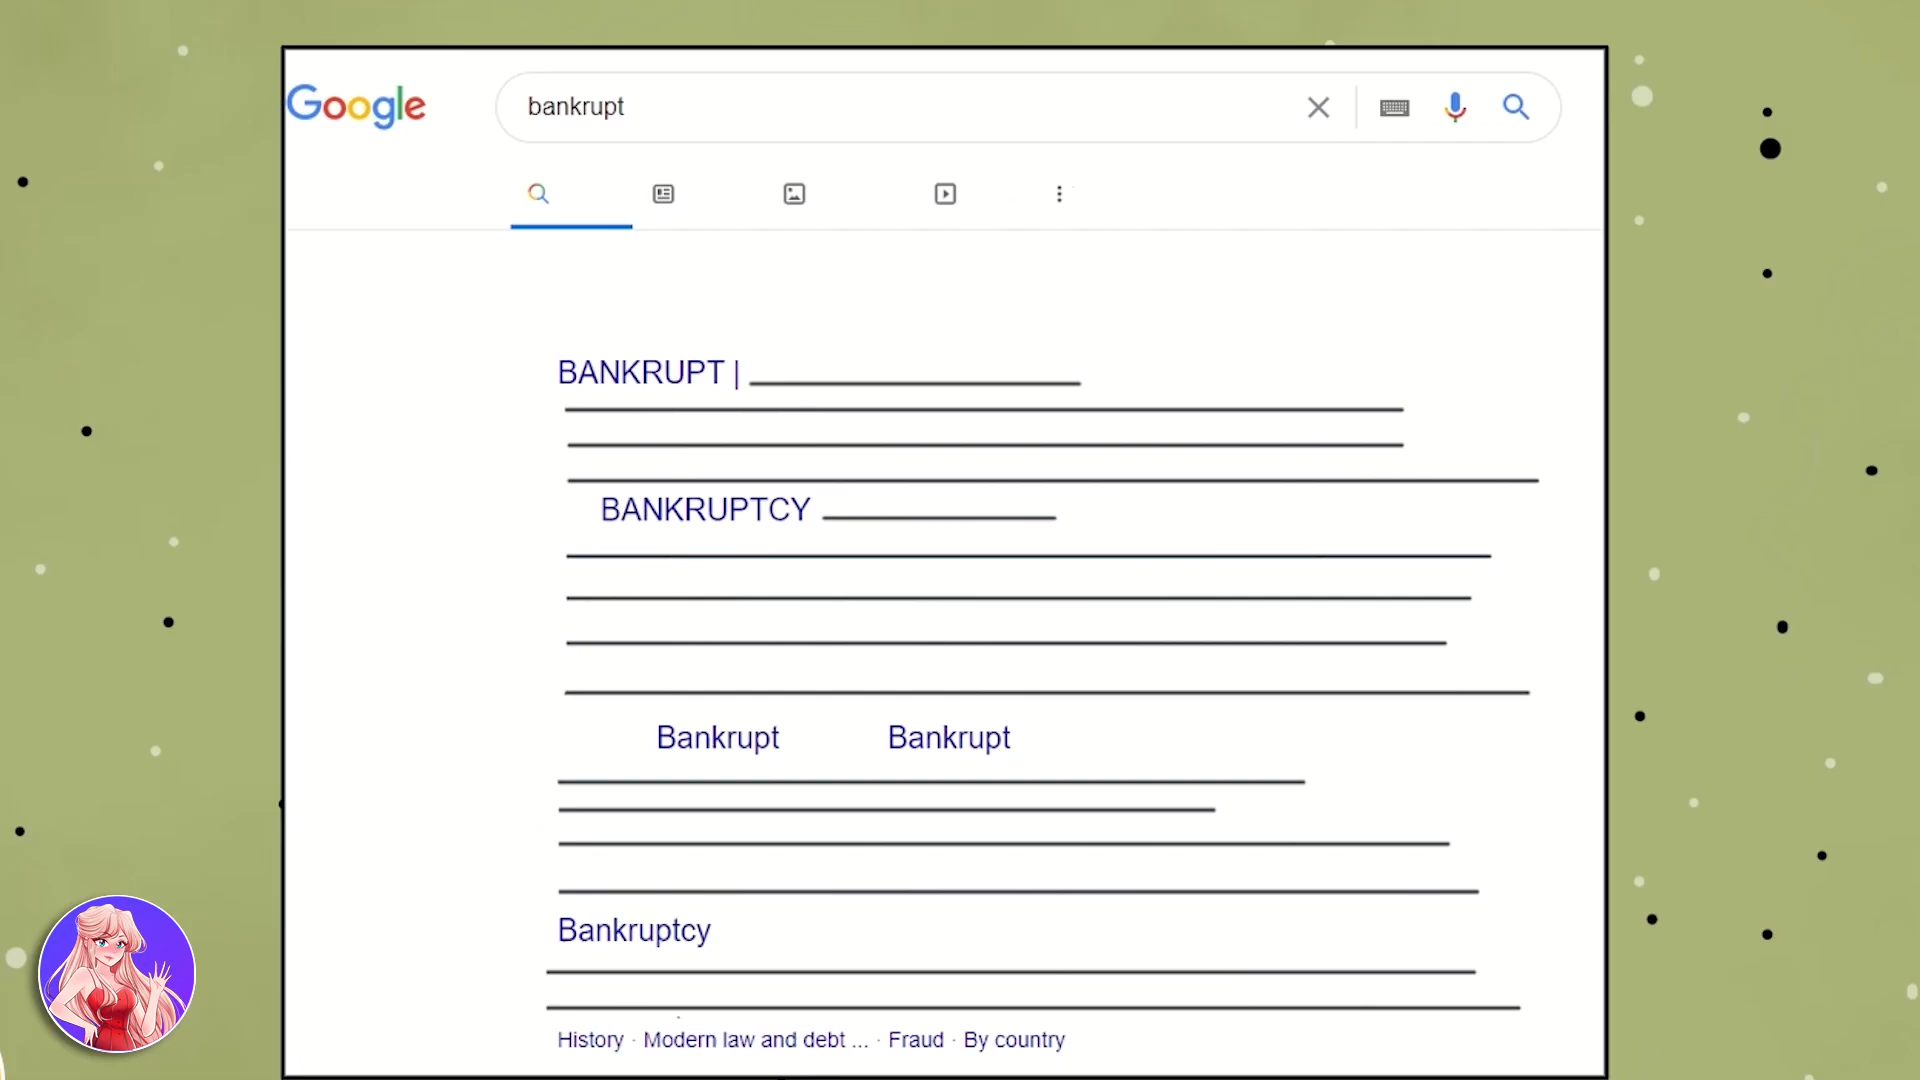 Google
bankrupt
BANKRUPT |
BANKRUPTCY
Bankrupt Bankrupt
Bankruptcy
History · Modern law and debt ... · Fraud · By country